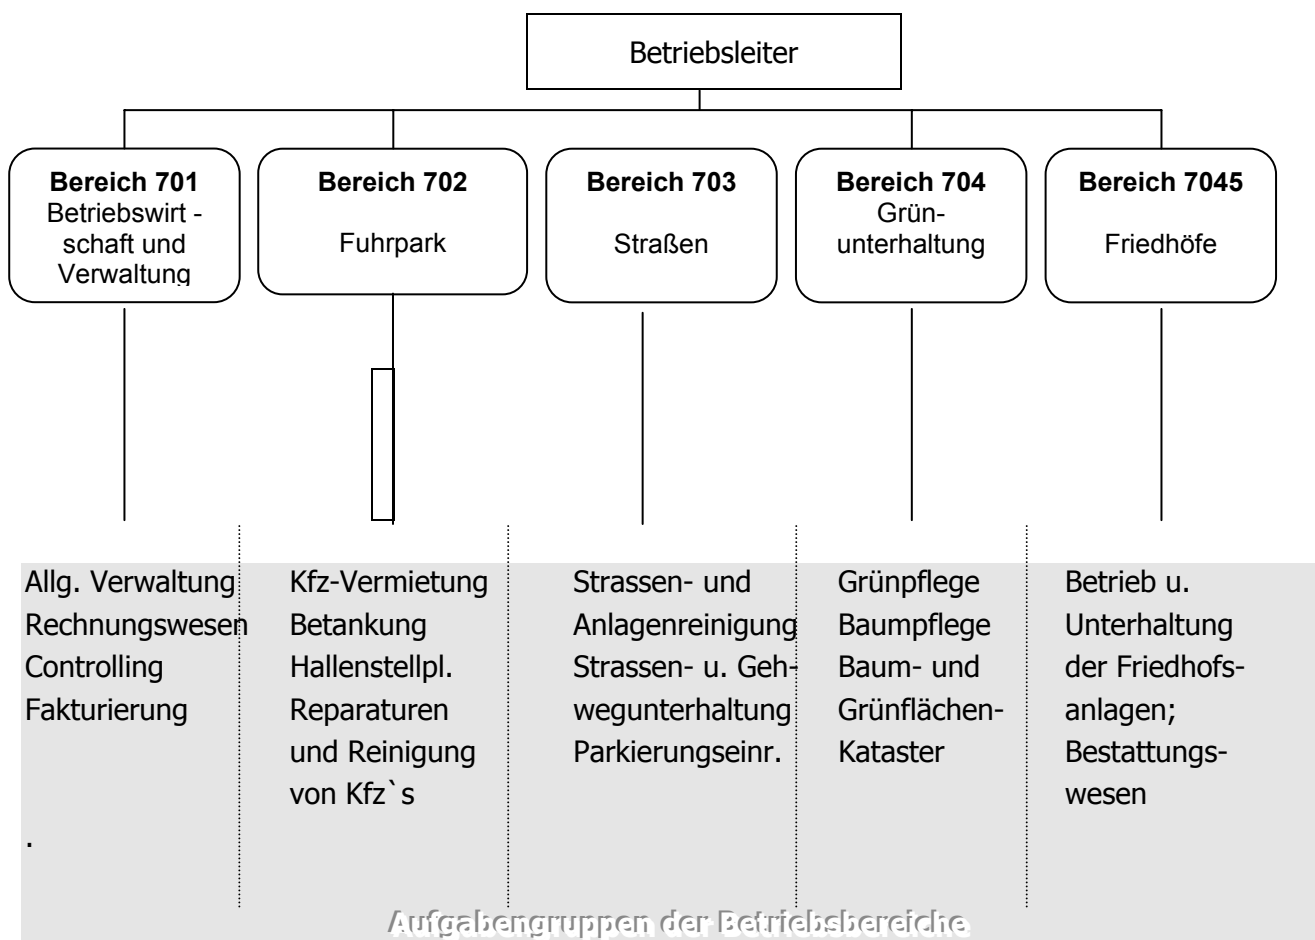 Betriebsleiter
Bereich 701
Betriebswirt -
schaft und
Verwaltung
Bereich 702
Fuhrpark
Bereich 703
Straßen
Bereich 704
Grün-
unterhaltung
Bereich 7045
Friedhöfe
Allg. Verwaltung
Rechnungswesen
Controlling
Fakturierung
.
Kfz-Vermietung
Betankung
Hallenstellpl.
Reparaturen
und Reinigung
von Kfz`s
Strassen- und
Anlagenreinigung
Strassen- u. Geh-
wegunterhaltung
Parkierungseinr.
Grünpflege
Baumpflege
Baum- und
Grünflächen-
Kataster
Betrieb u.
Unterhaltung
der Friedhofs-
anlagen;
Bestattungs-
wesen
Aufgabengruppen der Betriebsbereiche